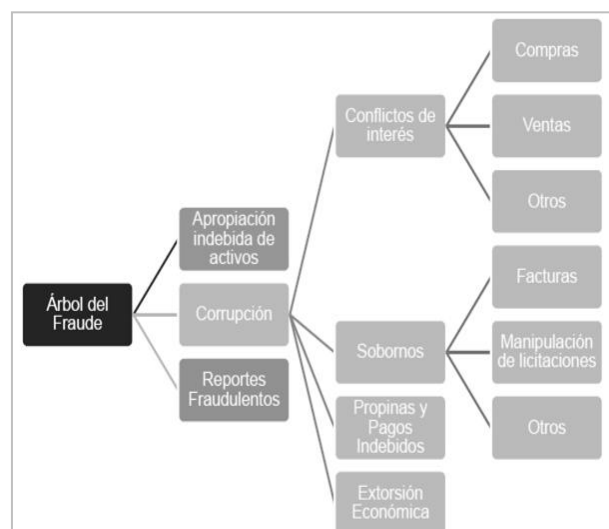 Árbol del
Fraude
Apropiación
indebida de
activos
Corrupción
Reportes
Fraudulentos
Conflictos de
interés
Compras
Ventas
Otros
Sobornos
Facturas
Manipulación
de licitaciones
Otros
Propinas y
Pagos
Indebidos
Extorsión
Económica